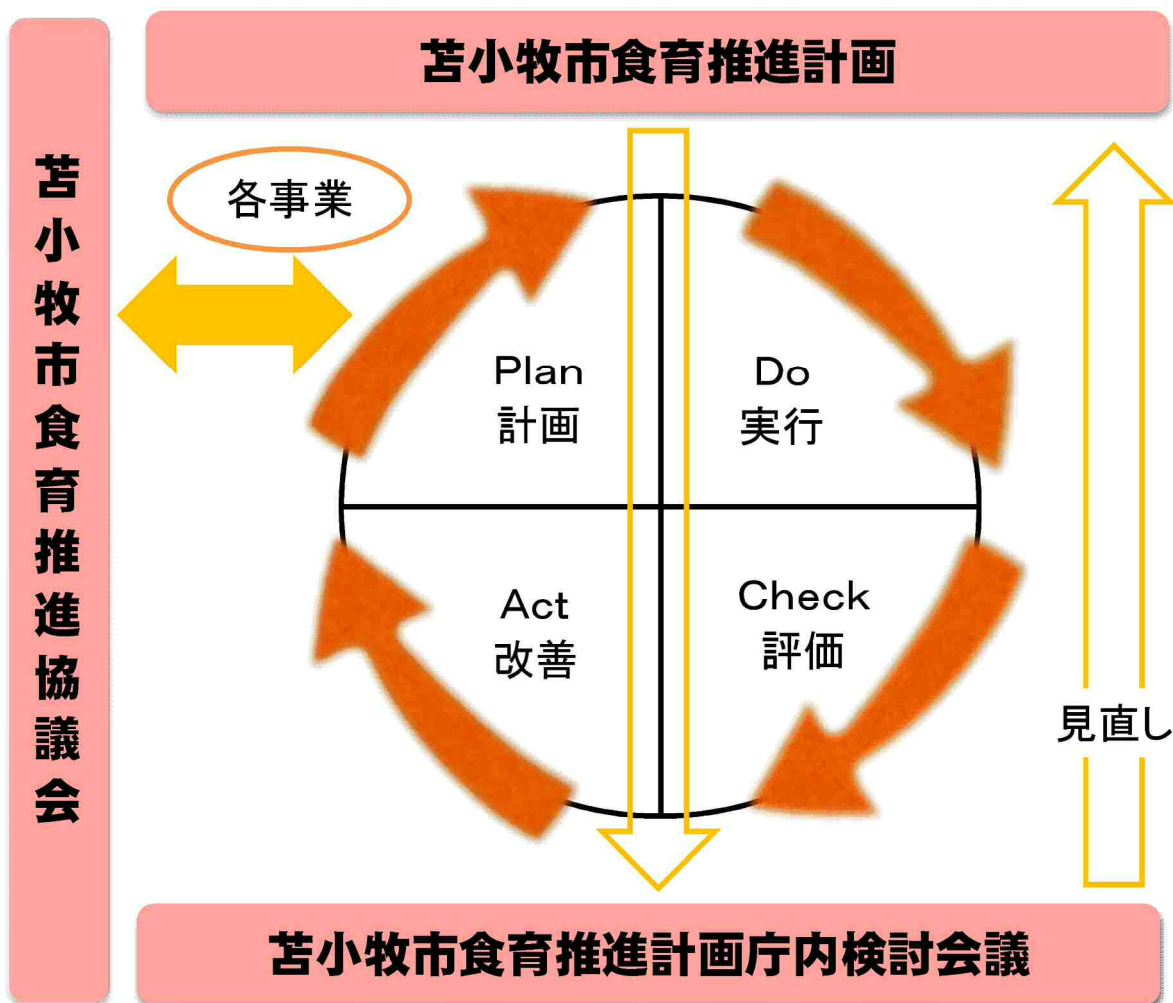 苫小牧市食育推進計画
苫小牧市食育推進協議会
各事業
Plan
計画
Do
実行
Act
改善
Check
評価
見直し
苫小牧市食育推進計画庁内検討会議